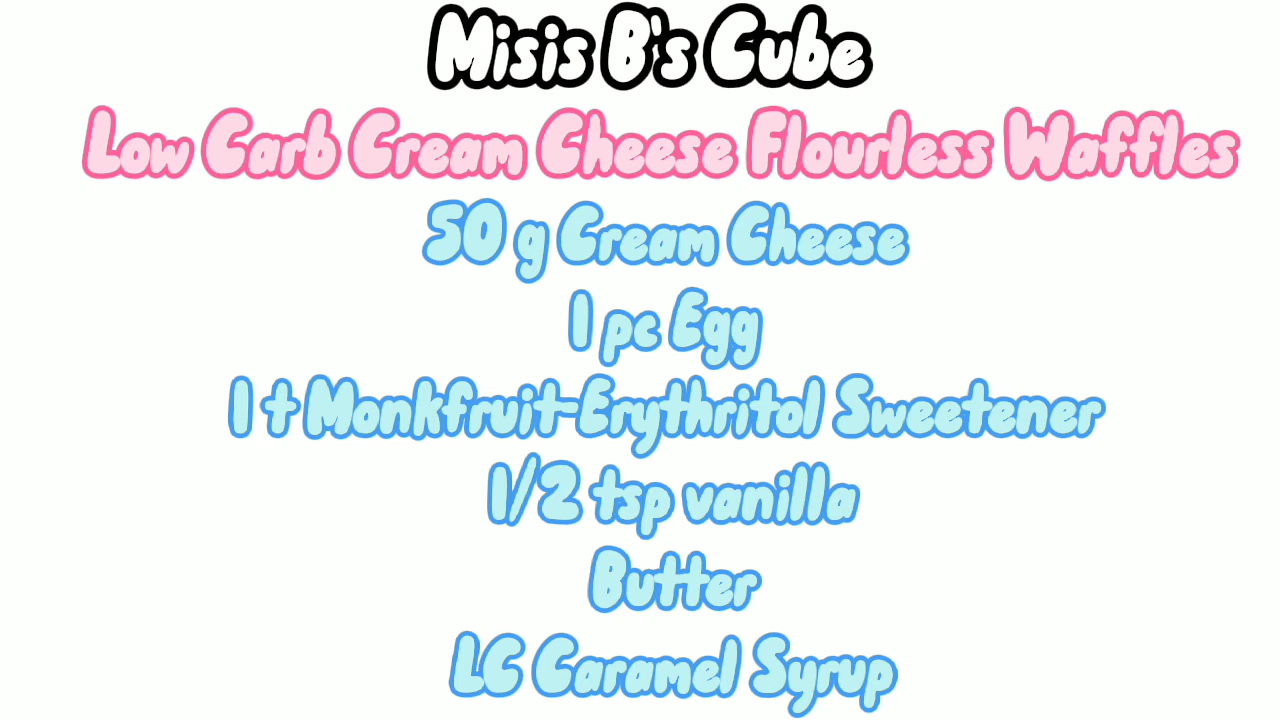 Misis B's Cube
Low Carb Cream Cheese Flourless Waffles
50 g Cream Cheese
1 pc Egg
1 t Monkfruit-Erythritol Sweetener
1/2 tsp vanilla
Butter
LC Caramel Syrup